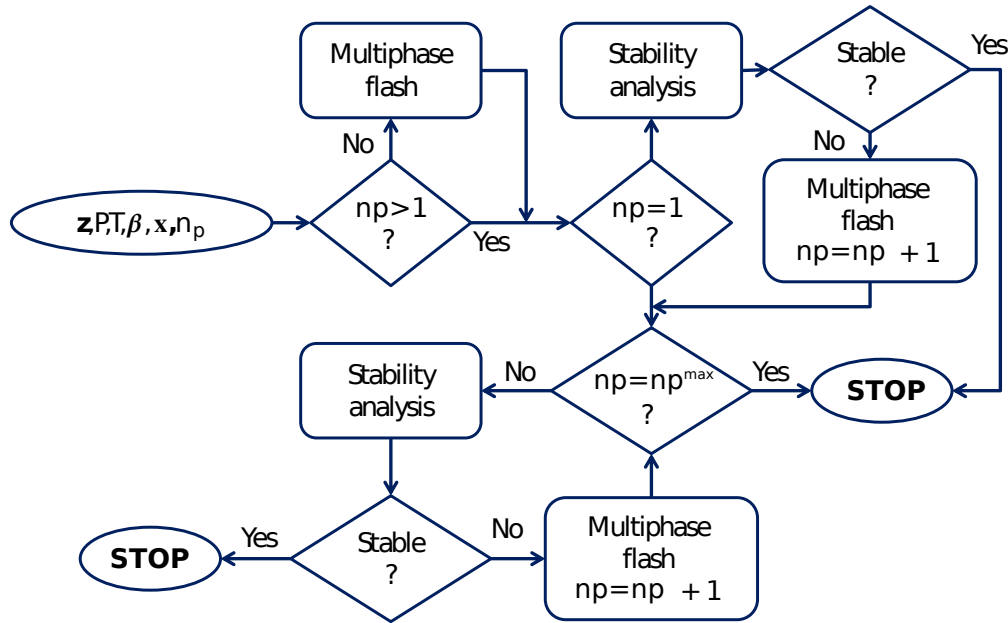 Multiphase
flash
Stability
analysis
Stable
?
Yes
No
No
z,P,T,β,x,nₚ
np>1
?
Yes
np=1
?
Multiphase
flash
np=np + 1
Stability
analysis
No
np=np^max
?
Yes
STOP
STOP
Yes
Stable
?
No
Multiphase
flash
np=np + 1